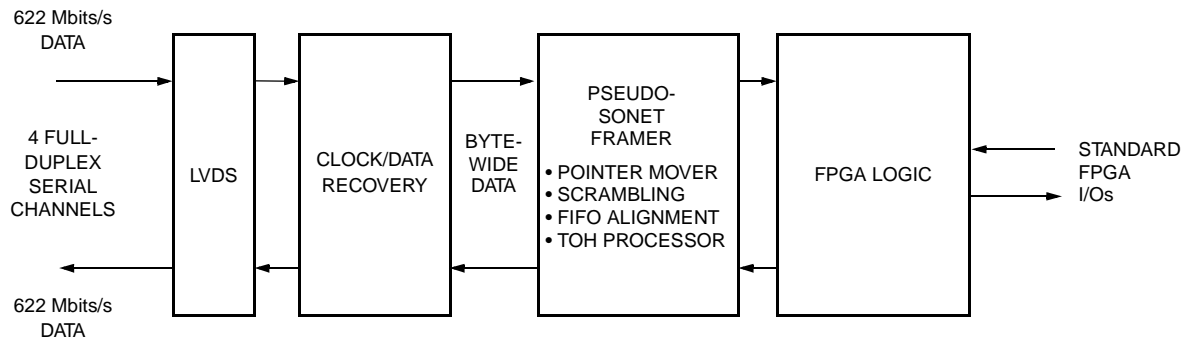 622 Mbits/s
DATA
4 FULL-
DUPLEX
SERIAL
CHANNELS
622 Mbits/s
DATA
LVDS
CLOCK/DATA
RECOVERY
BYTE-
WIDE
DATA
PSEUDO-
SONET
FRAMER
• POINTER MOVER
• SCRAMBLING
• FIFO ALIGNMENT
• TOH PROCESSOR
FPGA LOGIC
STANDARD
FPGA
I/Os